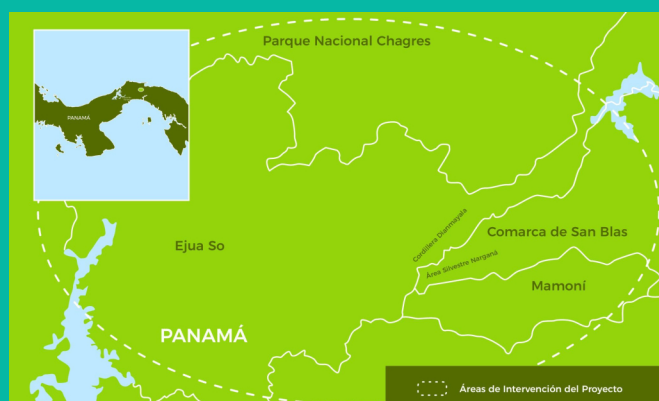 Parque Nacional Chagres
PANAMÁ
Cordillera Dianmayala
Comarca de San Blas
Ejua So
Área Silvestre Narganá
Mamoní
PANAMÁ
Áreas de Intervención del Proyecto